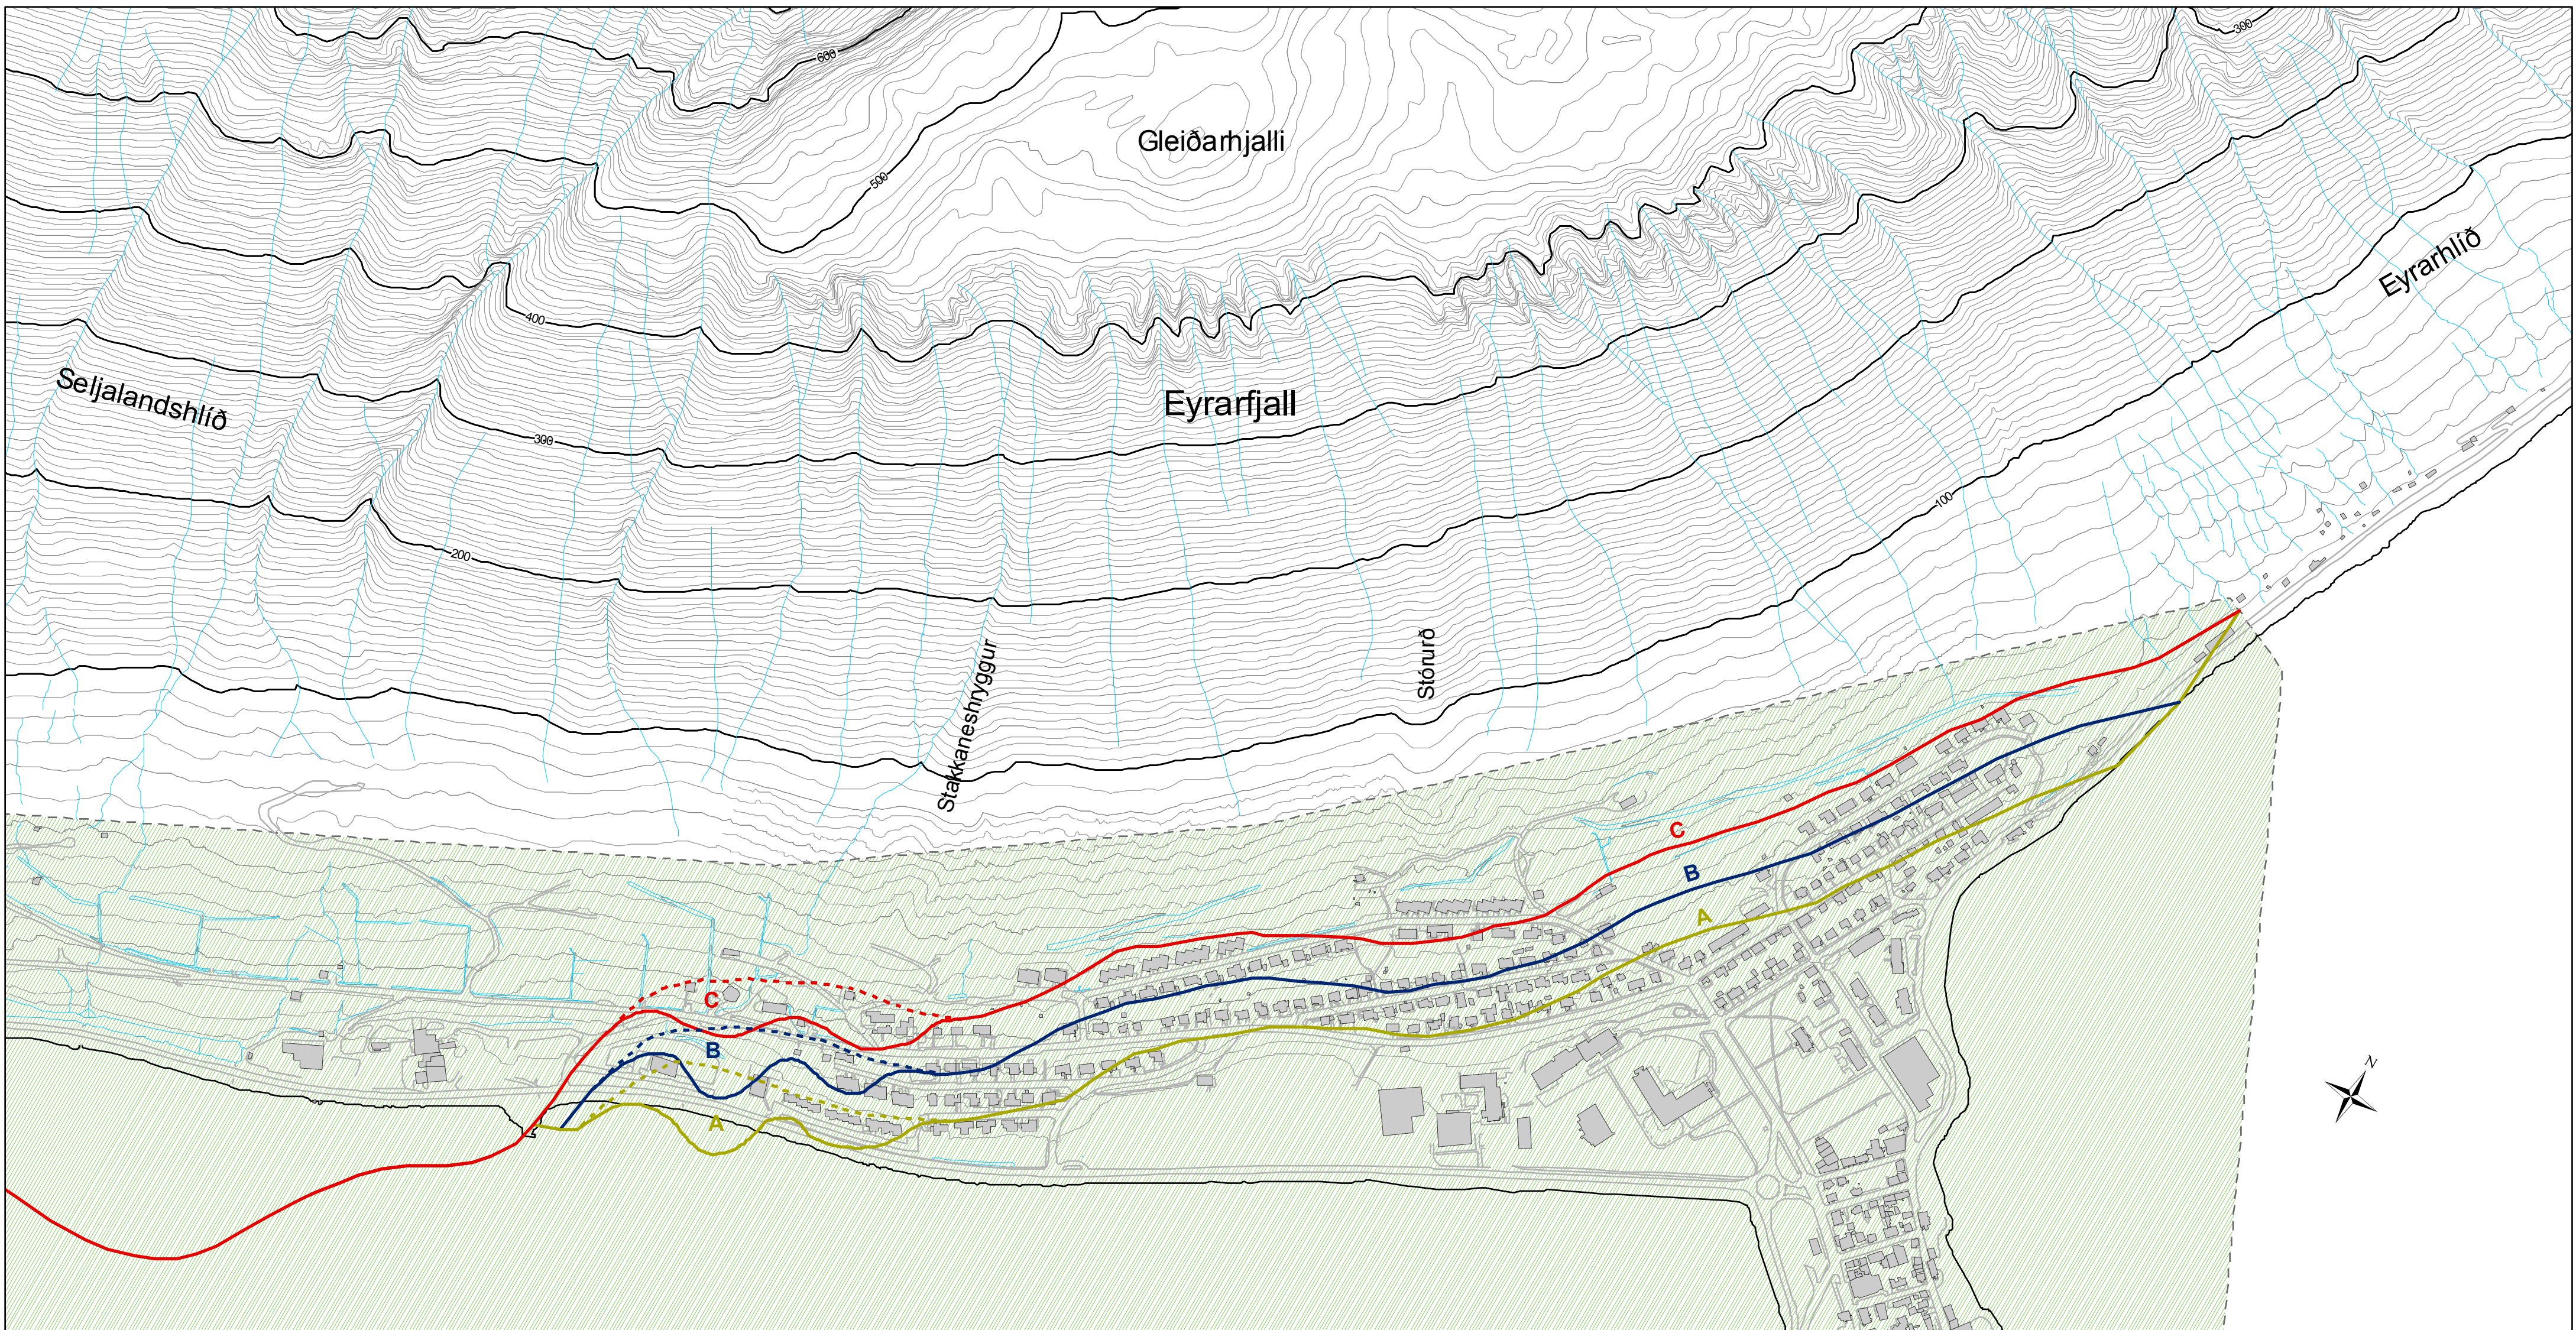 600
300
Gleiðarhjalli
500
Eyrarhlíð
400
Seljalandshlíð
Eyrarfjall
300
100
200
Stórurð
Stakkaneshryggur
C
B
A
C
B
A
N